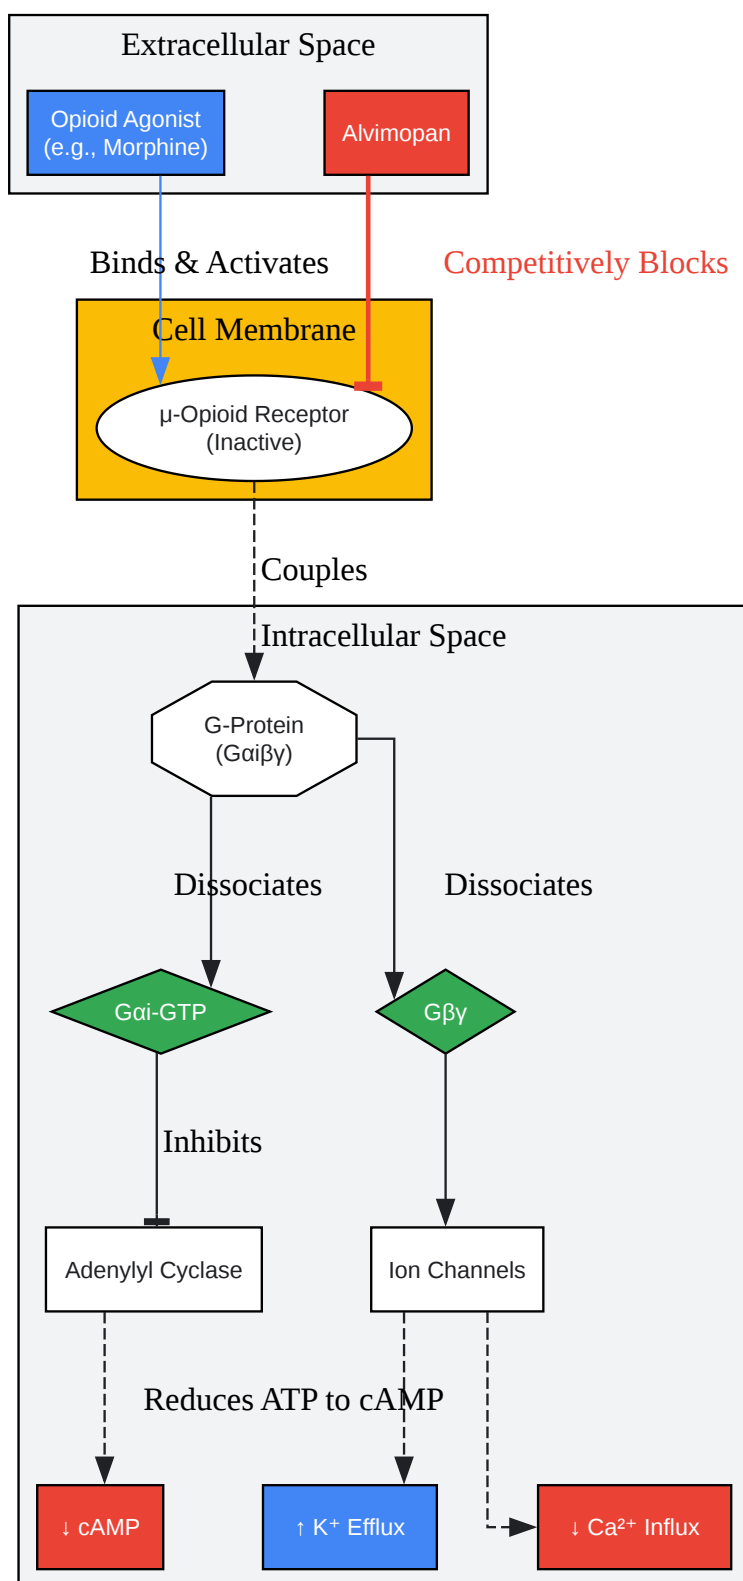 Extracellular Space
Opioid Agonist
(e.g., Morphine)
Alvimopan
Binds & Activates
Competitively Blocks
Cell Membrane
μ-Opioid Receptor
(Inactive)
Couples
Intracellular Space
G-Protein
(Gαiβγ)
Dissociates
Dissociates
Gαi-GTP
Gβγ
Inhibits
Adenylyl Cyclase
Ion Channels
Reduces ATP to cAMP
↓ cAMP
↑ K⁺ Efflux
↓ Ca²⁺ Influx